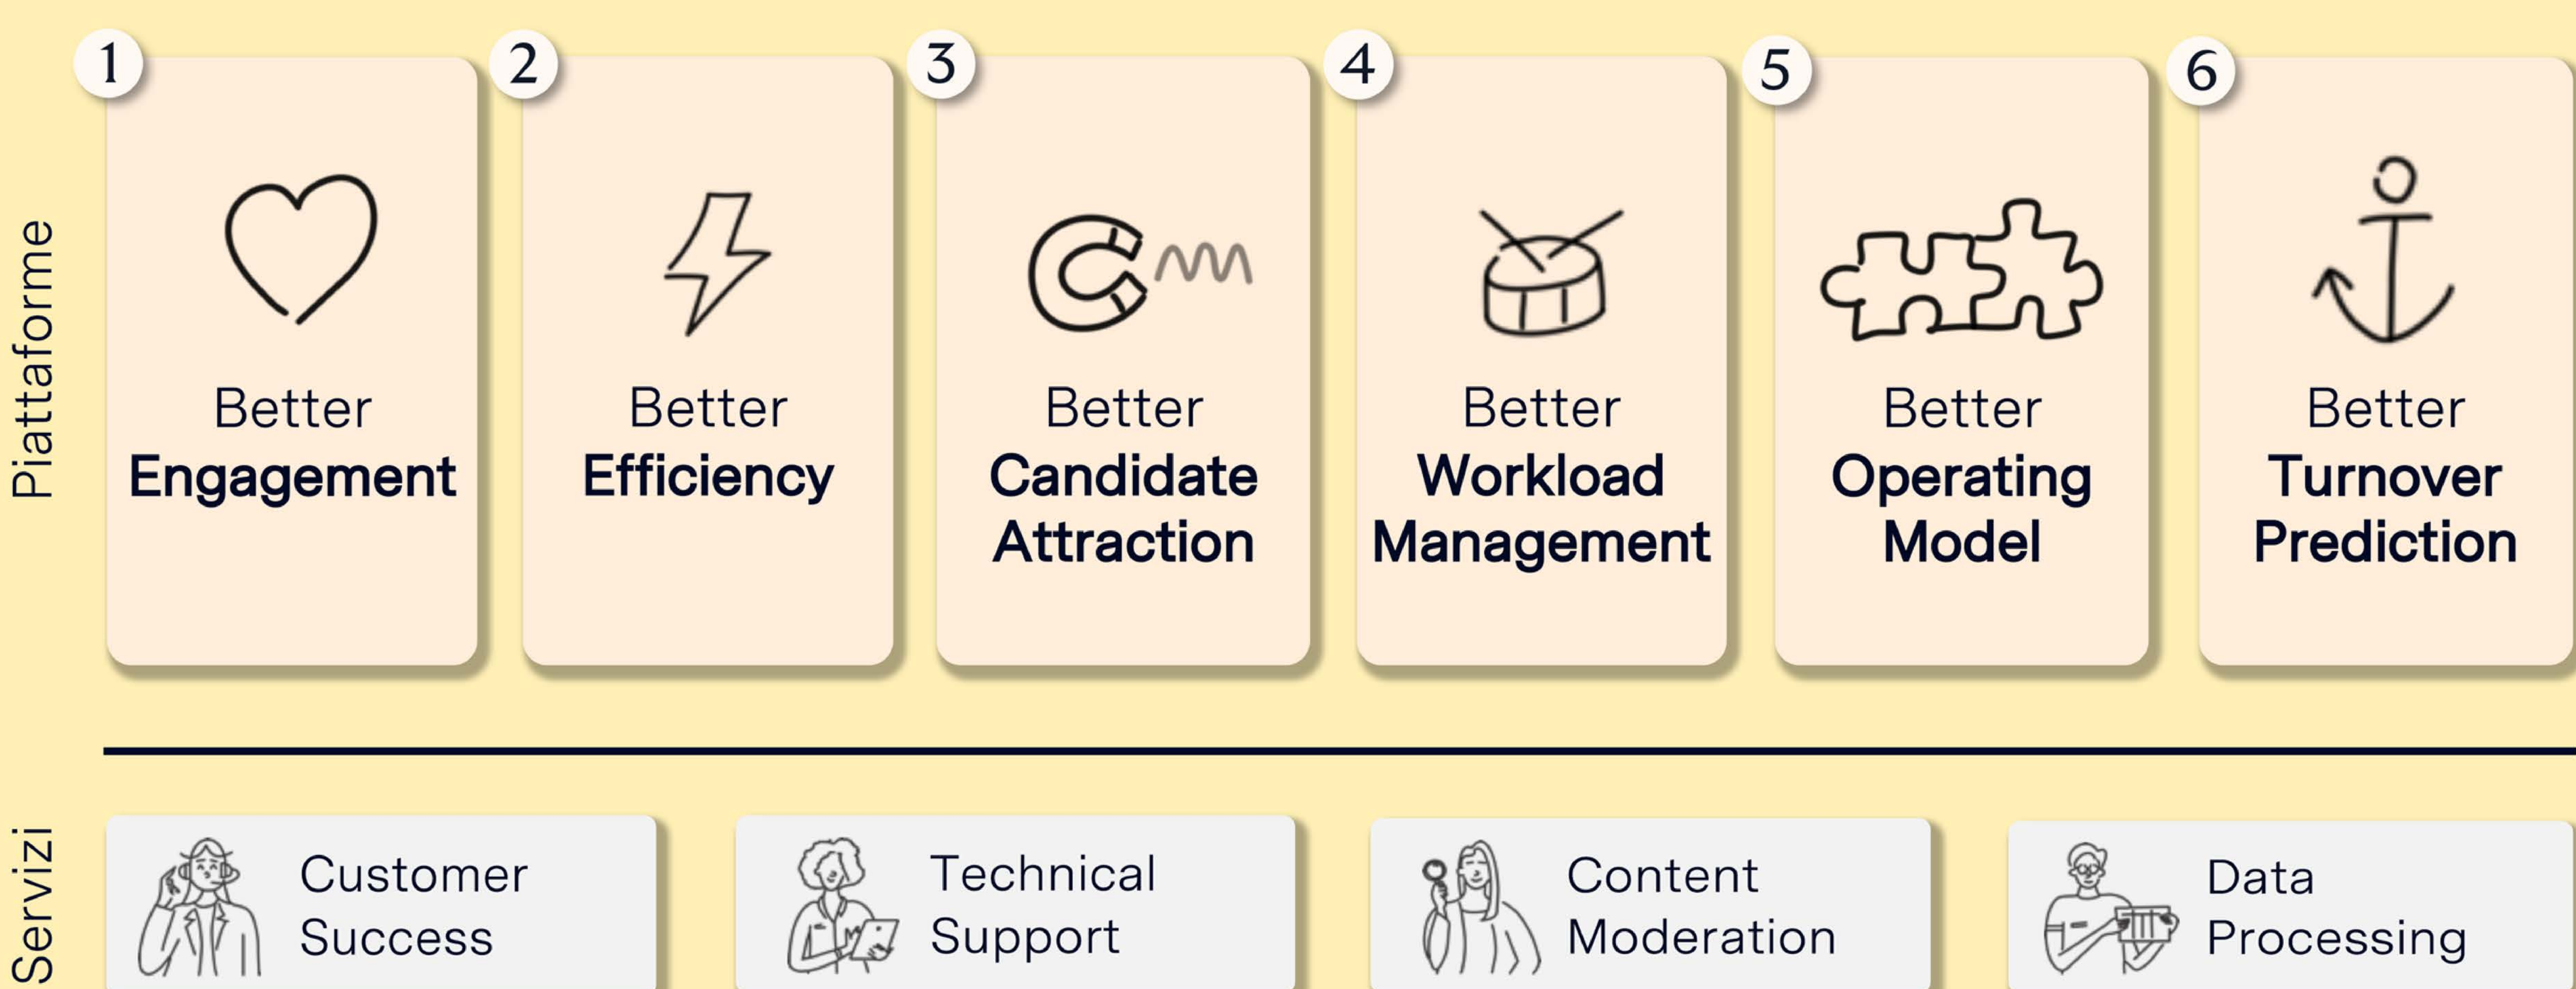 Piattaforme
1
Better
Engagement
2
Better
Efficiency
3
Better
Candidate
Attraction
4
Better
Workload
Management
5
Better
Operating
Model
6
Better
Turnover
Prediction
Servizi
Customer
Success
Technical
Support
Content
Moderation
Data
Processing